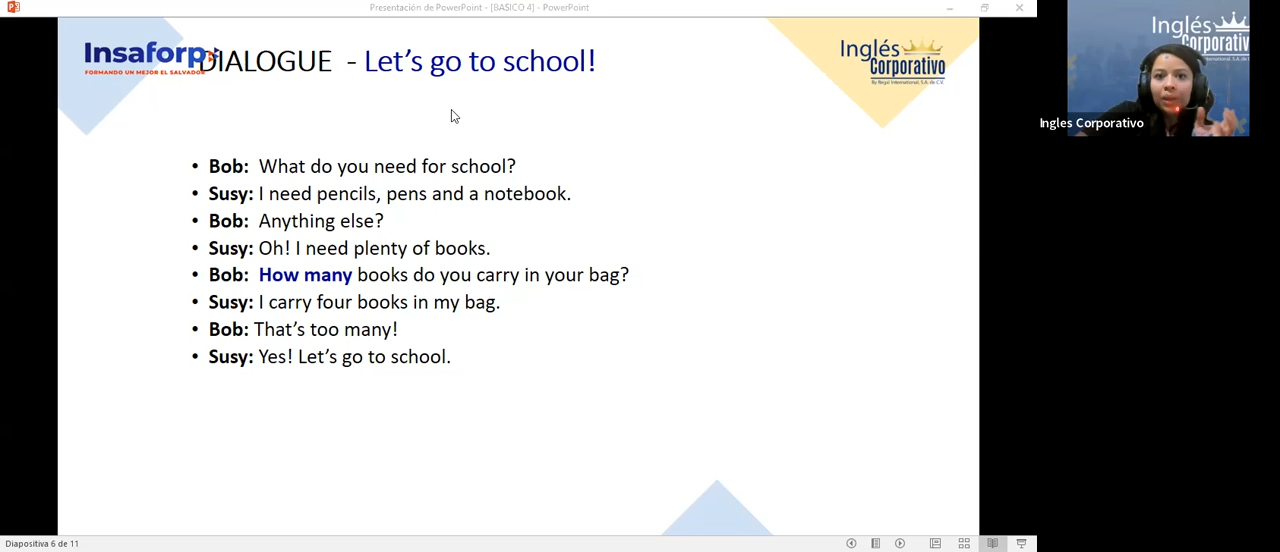 Presentación de PowerPoint - [BASICO 4] - PowerPoint
Insaforp
FORMANDO UN MEJOR EL SALVADOR
DIALOGUE - Let's go to school!
Inglés
Corporativo
By Regal International, S.A. de C.V.
Inglés
Corporativo
Ingles Corporativo
• Bob: What do you need for school?
• Susy: I need pencils, pens and a notebook.
• Bob: Anything else?
• Susy: Oh! I need plenty of books.
• Bob: How many books do you carry in your bag?
• Susy: I carry four books in my bag.
• Bob: That's too many!
• Susy: Yes! Let's go to school.
Diapositiva 6 de 11